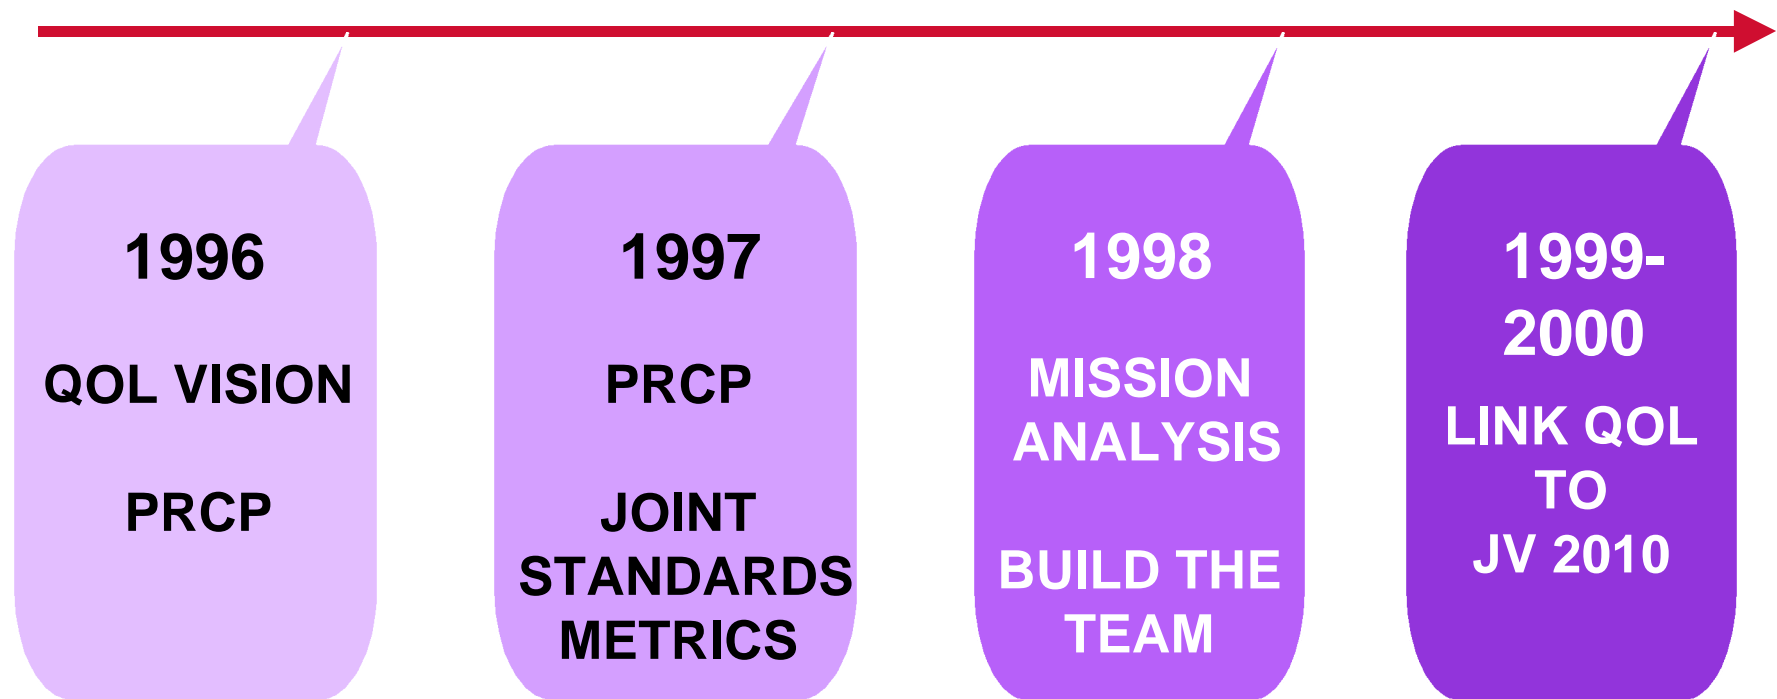 1996
QOL VISION
PRCP
1997
PRCP
JOINT
STANDARDS
METRICS
1998
MISSION
ANALYSIS
BUILD THE
TEAM
1999-
2000
LINK QOL
TO
JV 2010